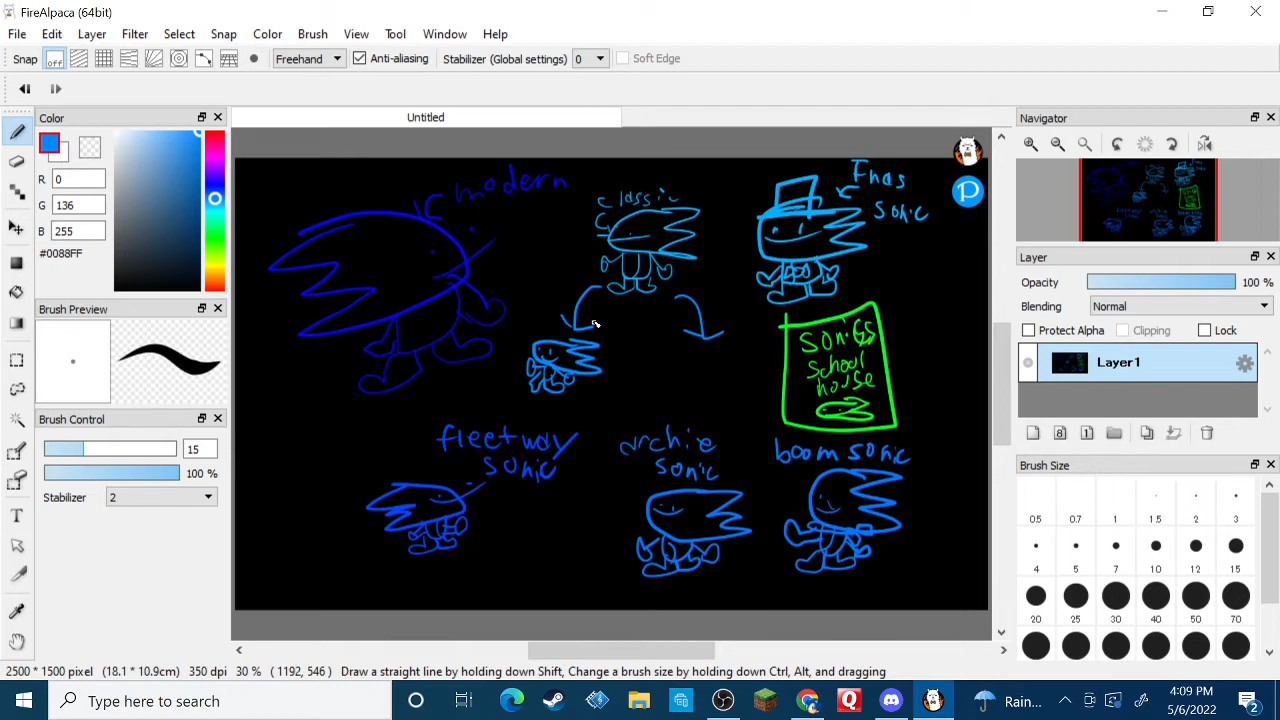 FireAlpaca (64bit)
File Edit Layer Filter Select Snap Color Brush View Tool Window Help
Snap off Freehand Anti-aliasing Stabilizer (Global settings) 0 Soft Edge
Color
R 0
G 136
B 255
#0088FF
Brush Preview
Brush Control
15
100 %
Stabilizer 2
Untitled
modern
classic
Fnas
sonic
sonic's
school
house
fleetway
sonic
archie
sonic
boom sonic
P
Navigator
Layer
Opacity 100 %
Blending Normal
Protect Alpha Clipping Lock
Layer1
8 1
Brush Size
0.5 0.7 1 1.5 2 3
4 5 7 10 12 15
20 25 30 40 50 70
2500 * 1500 pixel (18.1 * 10.9cm) 350 dpi 30 % ( 1192, 546 ) Draw a straight line by holding down Shift, Change a brush size by holding down Ctrl, Alt, and dragging
Type here to search
Rain...
4:09 PM
5/6/2022
2